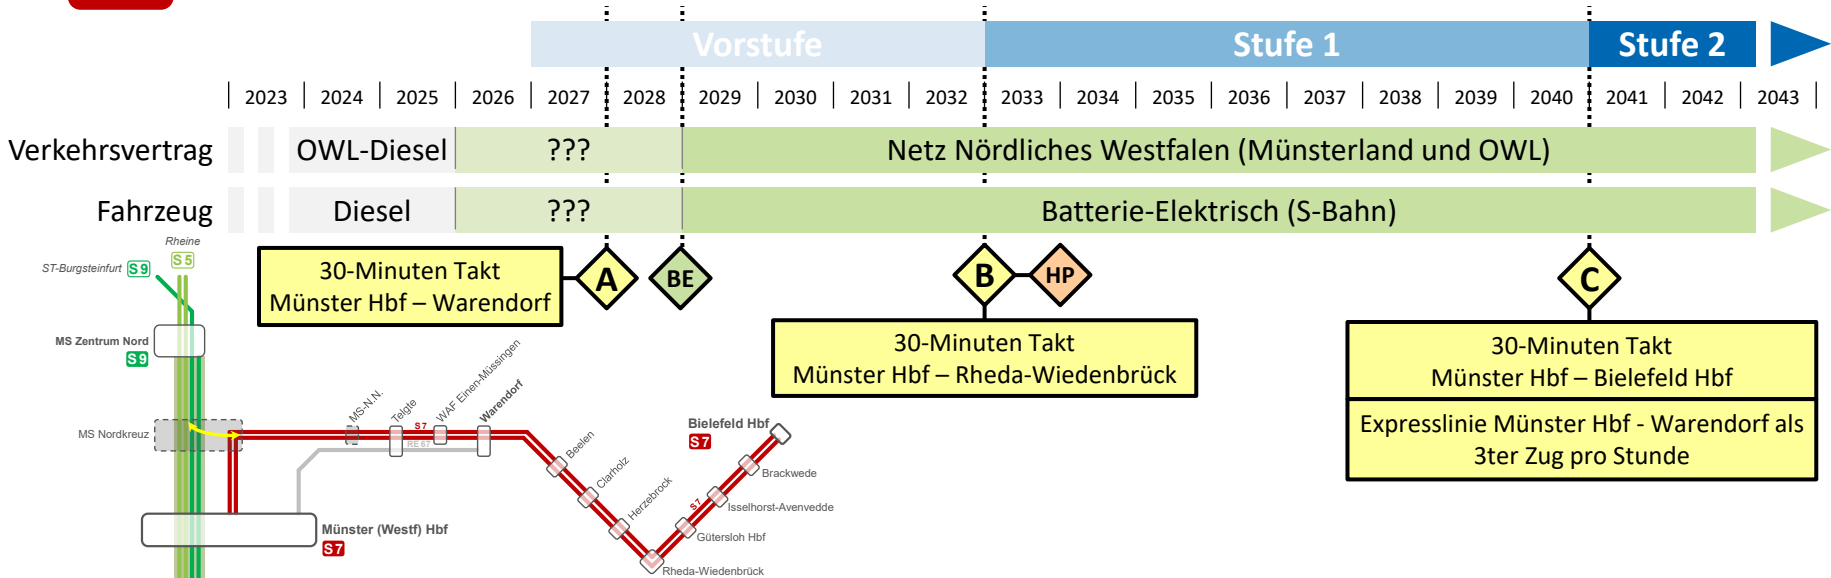 Vorstufe
Stufe 1
Stufe 2
2023 2024 2025 2026 2027 2028 2029 2030 2031 2032 2033 2034 2035 2036 2037 2038 2039 2040 2041 2042 2043
Verkehrsvertrag
OWL-Diesel
???
Netz Nördliches Westfalen (Münsterland und OWL)
Fahrzeug
Diesel
???
Batterie-Elektrisch (S-Bahn)
30-Minuten Takt
Münster Hbf – Warendorf
A
BE
B
HP
C
30-Minuten Takt
Münster Hbf – Rheda-Wiedenbrück
30-Minuten Takt
Münster Hbf – Bielefeld Hbf
Expresslinie Münster Hbf - Warendorf als
3ter Zug pro Stunde
Rheine
S5
ST-Burgsteinfurt S9
MS Zentrum Nord
S9
MS Nordkreuz
MS-N.N.
Telgte
S7
RE 67
WAF Einen-Müssingen
Warendorf
Beelen
Clarholz
Herzebrock
Rheda-Wiedenbrück
Gütersloh Hbf
S7
Isselhorst-Avenvedde
Brackwede
Bielefeld Hbf
S7
Münster (Westf) Hbf
S7